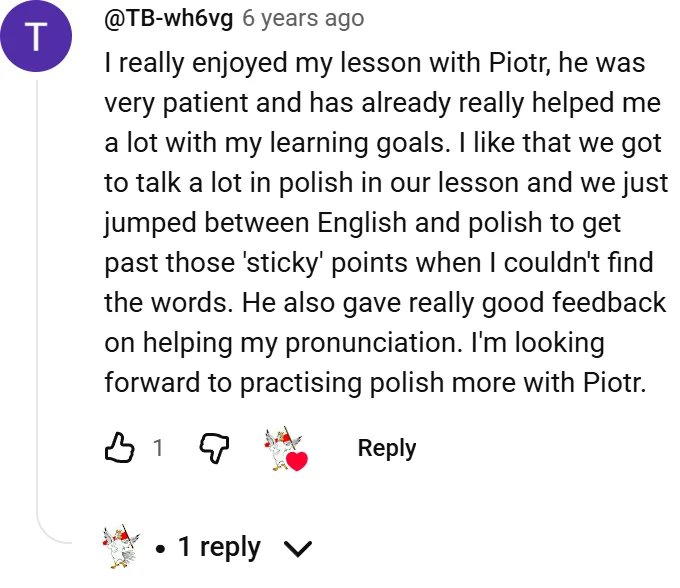 T
@TB-wh6vg 6 years ago
I really enjoyed my lesson with Piotr, he was
very patient and has already really helped me
a lot with my learning goals. I like that we got
to talk a lot in polish in our lesson and we just
jumped between English and polish to get
past those 'sticky' points when I couldn't find
the words. He also gave really good feedback
on helping my pronunciation. I'm looking
forward to practising polish more with Piotr.
1 Reply
• 1 reply